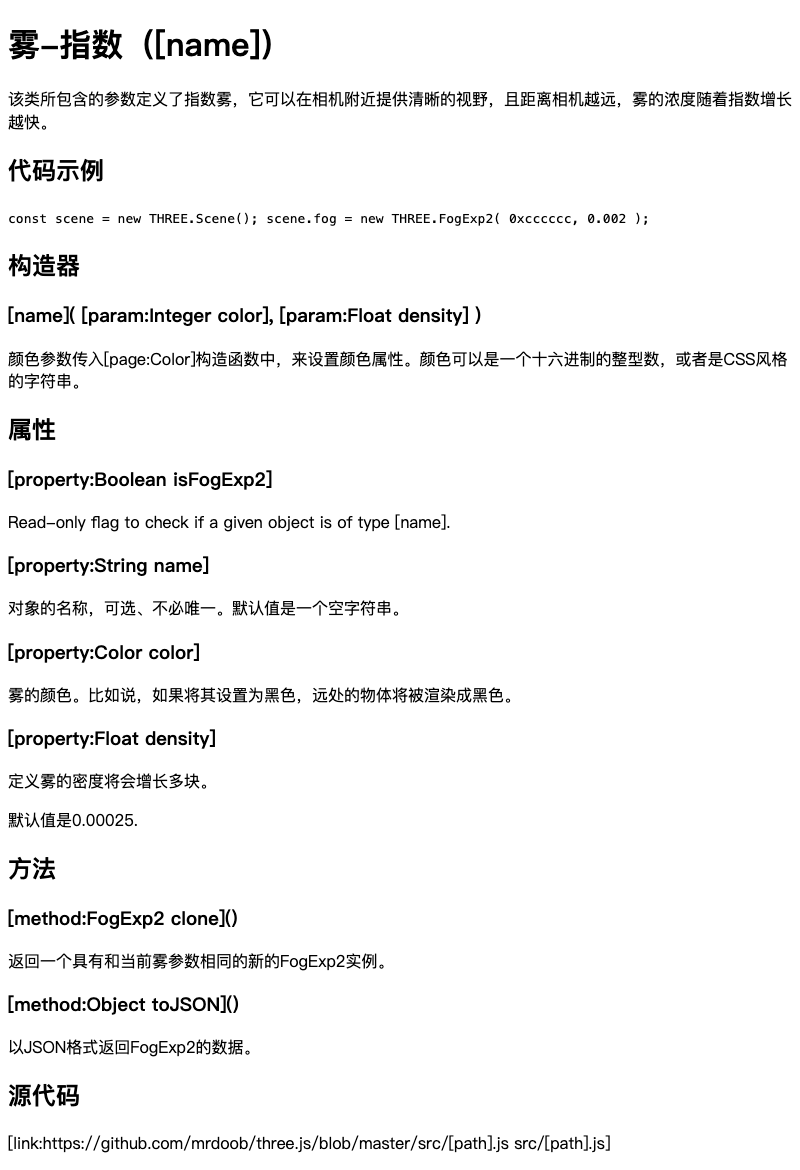 雾–指数（[name]）
该类所包含的参数定义了指数雾，它可以在相机附近提供清晰的视野，且距离相机越远，雾的浓度随着指数增长
越快。
代码示例
const scene = new THREE.Scene(); scene.fog = new THREE.FogExp2( 0xcccccc, 0.002 );
构造器
[name]( [param:Integer color], [param:Float density] )
颜色参数传入[page:Color]构造函数中，来设置颜色属性。颜色可以是一个十六进制的整型数，或者是CSS风格
的字符串。
属性
[property:Boolean isFogExp2]
Read-only flag to check if a given object is of type [name].
[property:String name]
对象的名称，可选、不必唯一。默认值是一个空字符串。
[property:Color color]
雾的颜色。比如说，如果将其设置为黑色，远处的物体将被渲染成黑色。
[property:Float density]
定义雾的密度将会增长多块。
默认值是0.00025.
方法
[method:FogExp2 clone]()
返回一个具有和当前雾参数相同的新的FogExp2实例。
[method:Object toJSON]()
以JSON格式返回FogExp2的数据。
源代码
[link:https://github.com/mrdoob/three.js/blob/master/src/[path].js src/[path].js]